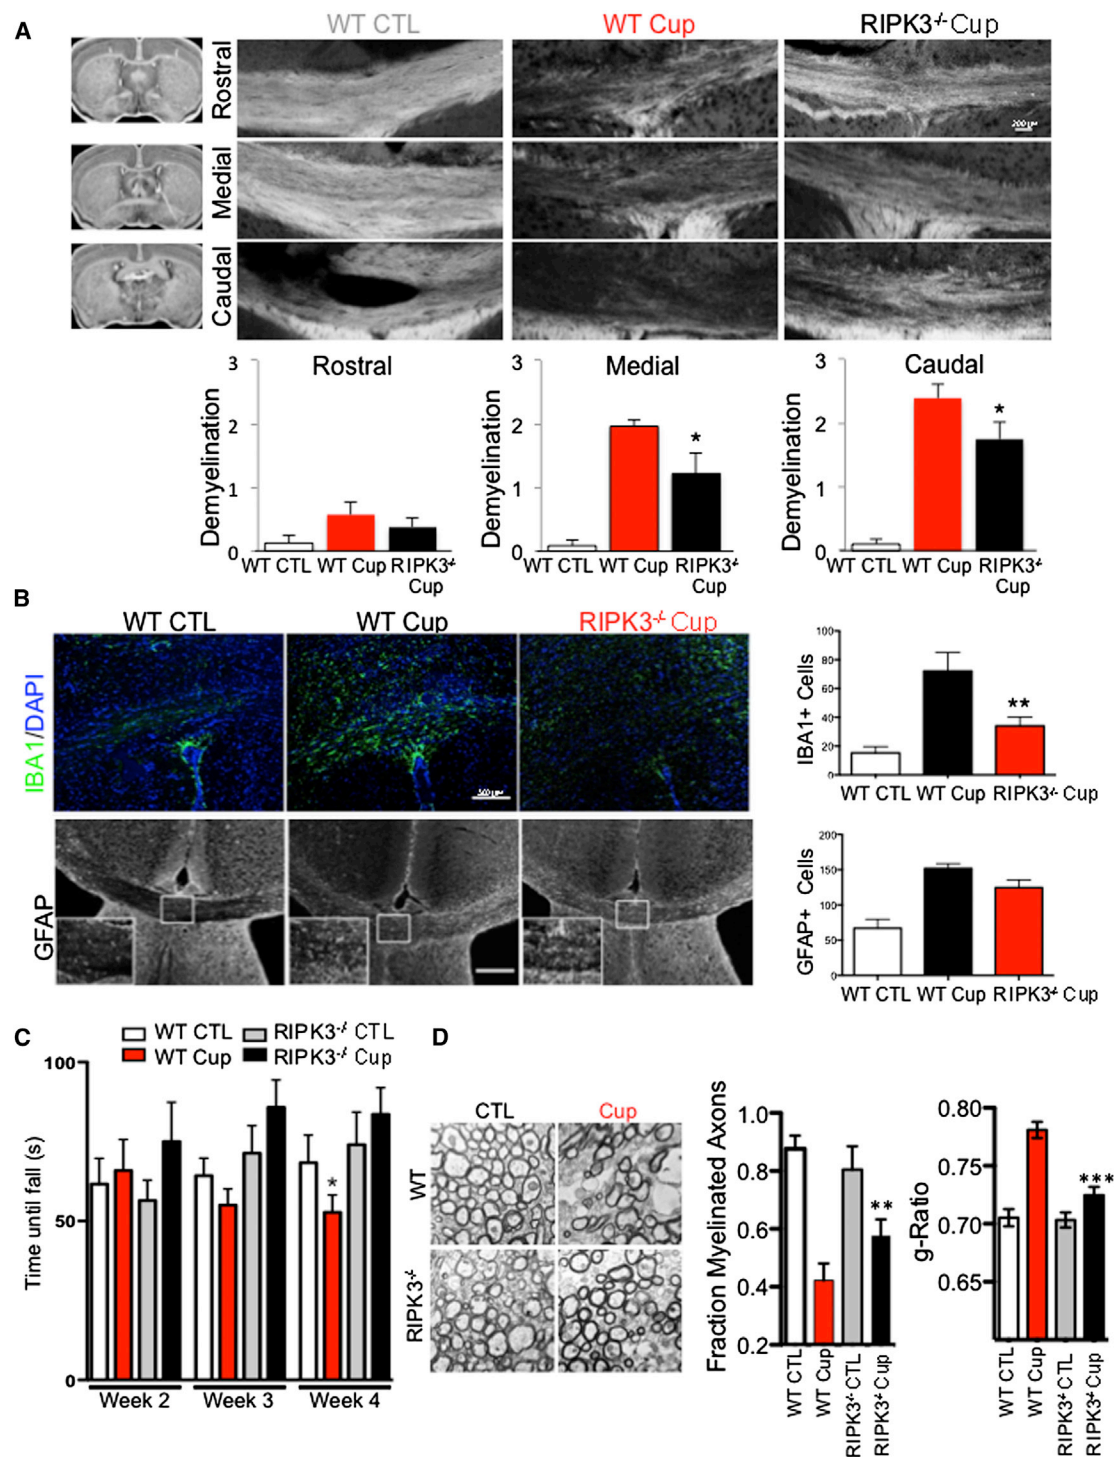 A
WT CTL
WT Cup
RIPK3-/- Cup
Rostral
Medial
Caudal
200 µm
Rostral
Demyelination
3
2
1
0
WT CTL WT Cup RIPK3-/-
Cup
Medial
Demyelination
3
2
1
0
WT CTL WT Cup RIPK3-/-
Cup
Caudal
Demyelination
3
2
1
0
*
*
WT CTL WT Cup RIPK3-/-
Cup
B
WT CTL
WT Cup
RIPK3-/- Cup
IBA1/DAPI
500 µm
GFAP
IBA1+ Cells
100
80
60
40
20
0
**
WT CTL WT Cup RIPK3-/- Cup
GFAP+ Cells
200
150
100
50
0
WT CTL WT Cup RIPK3-/- Cup
C
WT CTL
RIPK3-/- CTL
WT Cup
RIPK3-/- Cup
Time until fall (s)
100
50
0
*
Week 2
Week 3
Week 4
D
CTL
Cup
WT
RIPK3-/-
Fraction Myelinated Axons
1.0
0.8
0.6
0.4
0.2
**
WT CTL
WT Cup
RIPK3-/- CTL
RIPK3-/- Cup
g-Ratio
0.80
0.75
0.70
0.65
***
WT CTL
WT Cup
RIPK3-/- CTL
RIPK3-/- Cup